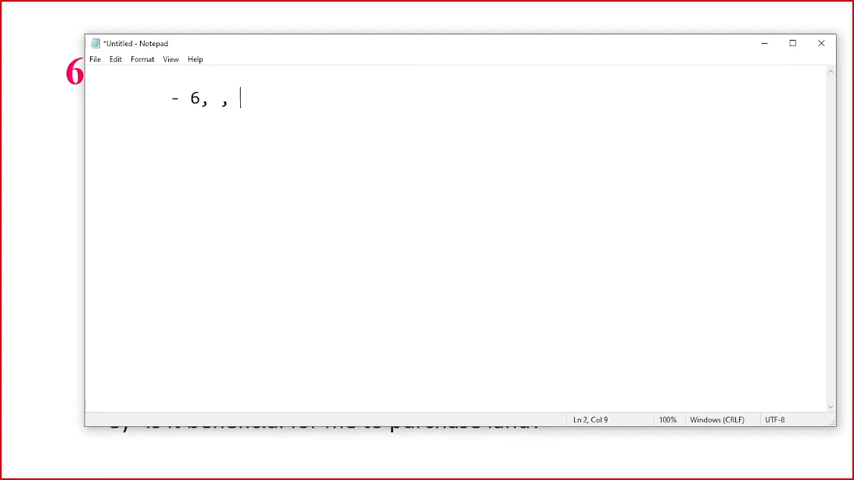 *Untitled - Notepad
File Edit Format View Help
6
- 6, ,
Ln 2, Col 9 100% Windows (CRLF) UTF-8